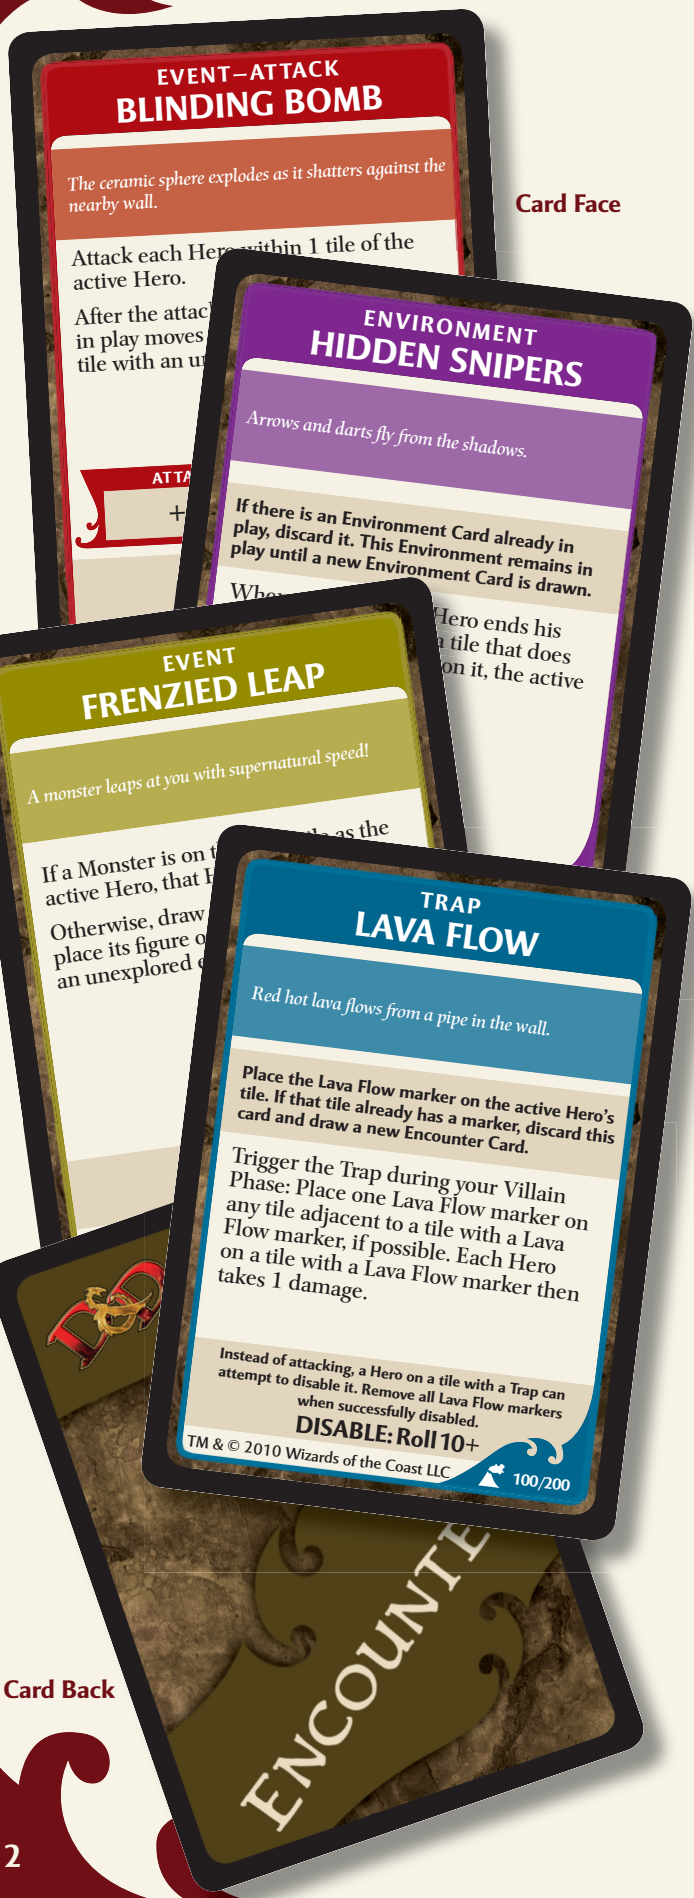 EVENT–ATTACK
BLINDING BOMB
The ceramic sphere explodes as it shatters against the
nearby wall.
Attack each Hero within 1 tile of the
active Hero.
After the attac
in play moves
tile with an un
ATTA
+
Card Face
ENVIRONMENT
HIDDEN SNIPERS
Arrows and darts fly from the shadows.
If there is an Environment Card already in
play, discard it. This Environment remains in
play until a new Environment Card is drawn.
Hero ends his
a tile that does
on it, the active
EVENT
FRENZIED LEAP
A monster leaps at you with supernatural speed!
If a Monster is on t as the
active Hero, that H
Otherwise, draw
place its figure o
an unexplored e
TRAP
LAVA FLOW
Red hot lava flows from a pipe in the wall.
Place the Lava Flow marker on the active Hero's
tile. If that tile already has a marker, discard this
card and draw a new Encounter Card.
Trigger the Trap during your Villain
Phase: Place one Lava Flow marker on
any tile adjacent to a tile with a Lava
Flow marker, if possible. Each Hero
on a tile with a Lava Flow marker then
takes 1 damage.
Instead of attacking, a Hero on a tile with a Trap can
attempt to disable it. Remove all Lava Flow markers
when successfully disabled.
DISABLE: Roll 10+
TM & © 2010 Wizards of the Coast LLC
100/200
D&D
ENCOUNTE
Card Back
2